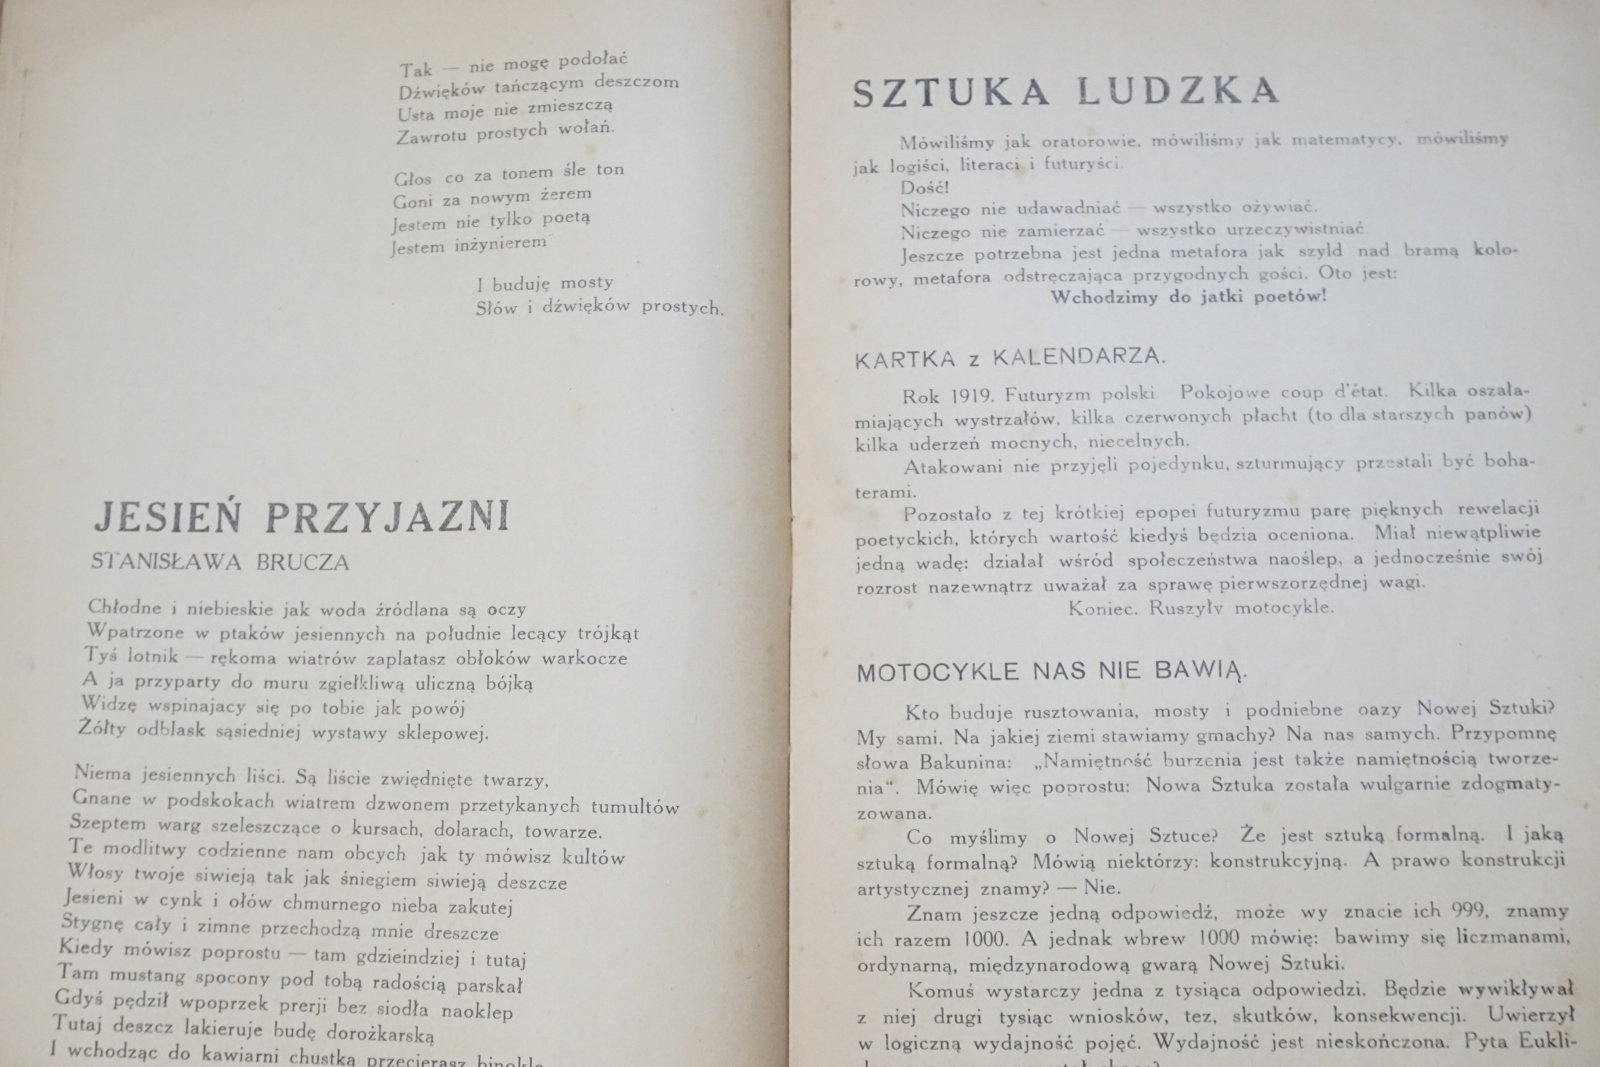 Tak — nie mogę podołać
Dźwięków tańczącym deszczom
Usta moje nie zmieszczą
Zawrotu prostych wołań.
Głos co za tonem śle ton
Goni za nowym żerem
Jestem nie tylko poetą
Jestem inżynierem
I buduję mosty
Słów i dźwięków prostych.
JESIEŃ PRZYJAZNI
STANISŁAWA BRUCZA
Chłodne i niebieskie jak woda źródlana są oczy
Wpatrzone w ptaków jesiennych na południe lecący trójkąt
Tyś lotnik — rękoma wiatrów zaplatasz obłoków warkocze
A ja przyparty do muru zgiełkliwą uliczną bójką
Widzę wspinajacy się po tobie jak powój
Żółty odblask sąsiedniej wystawy sklepowej.
Niema jesiennych liści. Są liście zwiędnięte twarzy,
Gnane w podskokach wiatrem dzwonem przetykanych tumultów
Szeptem warg szeleszczące o kursach, dolarach, towarze.
Te modlitwy codzienne nam obcych jak ty mówisz kultów
Włosy twoje siwieją tak jak śniegiem siwieją deszcze
Jesieni w cynk i ołów chmurnego nieba zakutej
Stygnę cały i zimne przechodzą mnie dreszcze
Kiedy mówisz poprostu — tam gdzieindziej i tutaj
Tam mustang spocony pod tobą radością parskał
Gdyś pędził wpoprzek prerji bez siodła naoklep
Tutaj deszcz lakieruje budę dorożkarską
I wchodząc do kawiarni chustką przecierasz binokle
SZTUKA LUDZKA
Mówiliśmy jak oratorowie, mówiliśmy jak matematycy, mówiliśmy
jak logiści, literaci i futuryści.
Dość!
Niczego nie udawadniać — wszystko ożywiać.
Niczego nie zamierzać — wszystko urzeczywistniać.
Jeszcze potrzebna jest jedna metafora jak szyld nad bramą kolo-
rowy, metafora odstręczająca przygodnych gości. Oto jest:
Wchodzimy do jatki poetów!
KARTKA z KALENDARZA.
Rok 1919. Futuryzm polski. Pokojowe coup d'état. Kilka oszała-
miających wystrzałów, kilka czerwonych płacht (to dla starszych panów)
kilka uderzeń mocnych, niecelnych.
Atakowani nie przyjęli pojedynku, szturmujący przestali być boha-
terami.
Pozostało z tej krótkiej epopei futuryzmu parę pięknych rewelacji
poetyckich, których wartość kiedyś będzia oceniona. Miał niewątpliwie
jedną wadę: działał wśród społeczeństwa naoślep, a jednocześnie swój
rozrost nazewnątrz uważał za sprawę pierwszorzędnej wagi.
Koniec. Ruszyły motocykle.
MOTOCYKLE NAS NIE BAWIĄ.
Kto buduje rusztowania, mosty i podniebne oazy Nowej Sztuki?
My sami. Na jakiej ziemi stawiamy gmachy? Na nas samych. Przypomnę
słowa Bakunina: „Namiętność burzenia jest także namiętnością tworze-
nia“. Mówię więc poprostu: Nowa Sztuka została wulgarnie zdogmaty-
zowana.
Co myślimy o Nowej Sztuce? Że jest sztuką formalną. I jaką
sztuką formalną? Mówią niektórzy: konstrukcyjną. A prawo konstrukcji
artystycznej znamy? — Nie.
Znam jeszcze jedną odpowiedź, może wy znacie ich 999, znamy
ich razem 1000. A jednak wbrew 1000 mówię: bawimy się liczmanami,
ordynarną, międzynarodową gwarą Nowej Sztuki.
Komuś wystarczy jedna z tysiąca odpowiedzi. Będzie wywikływał
z niej drugi tysiąc wniosków, tez, skutków, konsekwencji. Uwierzył
w logiczną wydajność pojęć. Wydajność jest nieskończona. Pyta Eukli-